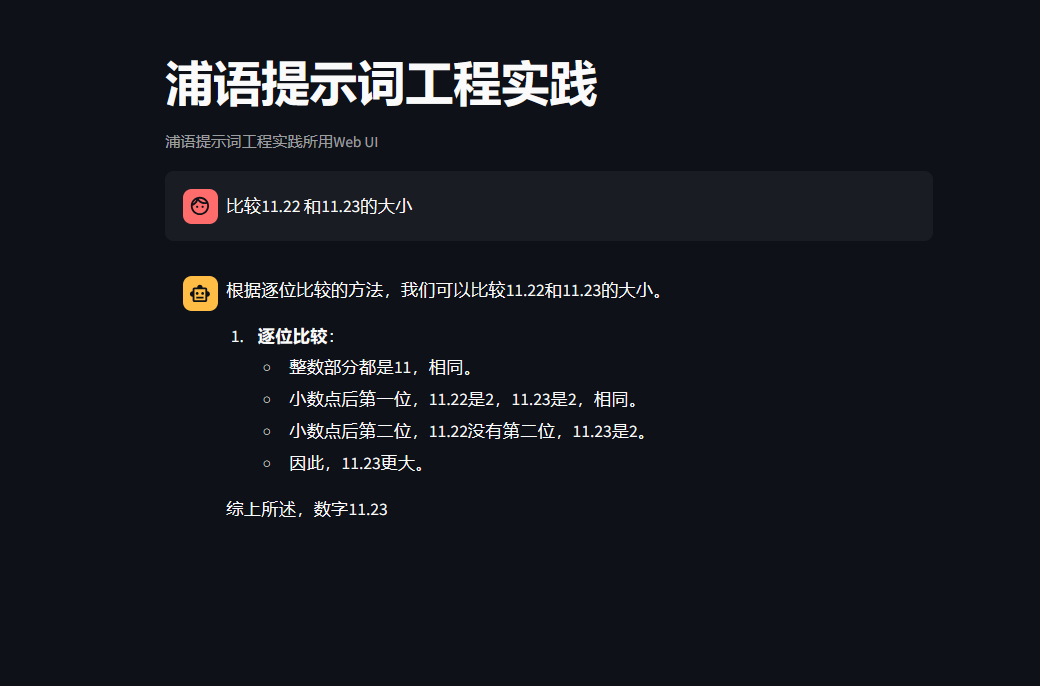 浦语提示词工程实践
浦语提示词工程实践所用Web UI
比较11.22 和11.23的大小
根据逐位比较的方法，我们可以比较11.22和11.23的大小。
1. 逐位比较：
整数部分都是11，相同。
小数点后第一位，11.22是2，11.23是2，相同。
小数点后第二位，11.22没有第二位，11.23是2。
因此，11.23更大。
综上所述，数字11.23